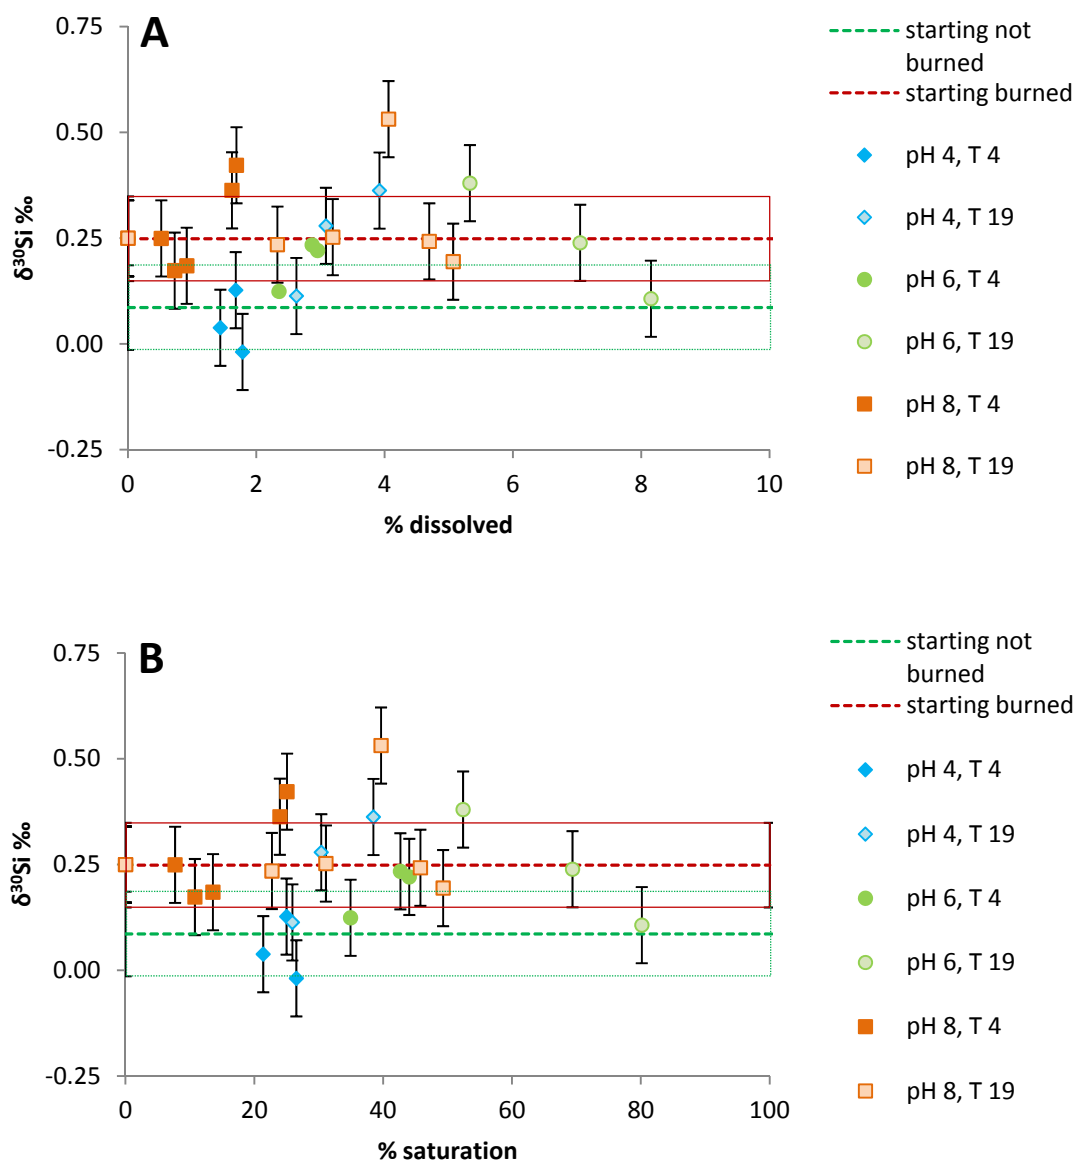 A
0.75
0.50
0.25
0.00
-0.25
δ³⁰Si ‰
0
2
4
6
8
10
% dissolved
starting not
burned
starting burned
pH 4, T 4
pH 4, T 19
pH 6, T 4
pH 6, T 19
pH 8, T 4
pH 8, T 19
B
0.75
0.50
0.25
0.00
-0.25
δ³⁰Si ‰
0
20
40
60
80
100
% saturation
starting not
burned
starting burned
pH 4, T 4
pH 4, T 19
pH 6, T 4
pH 6, T 19
pH 8, T 4
pH 8, T 19